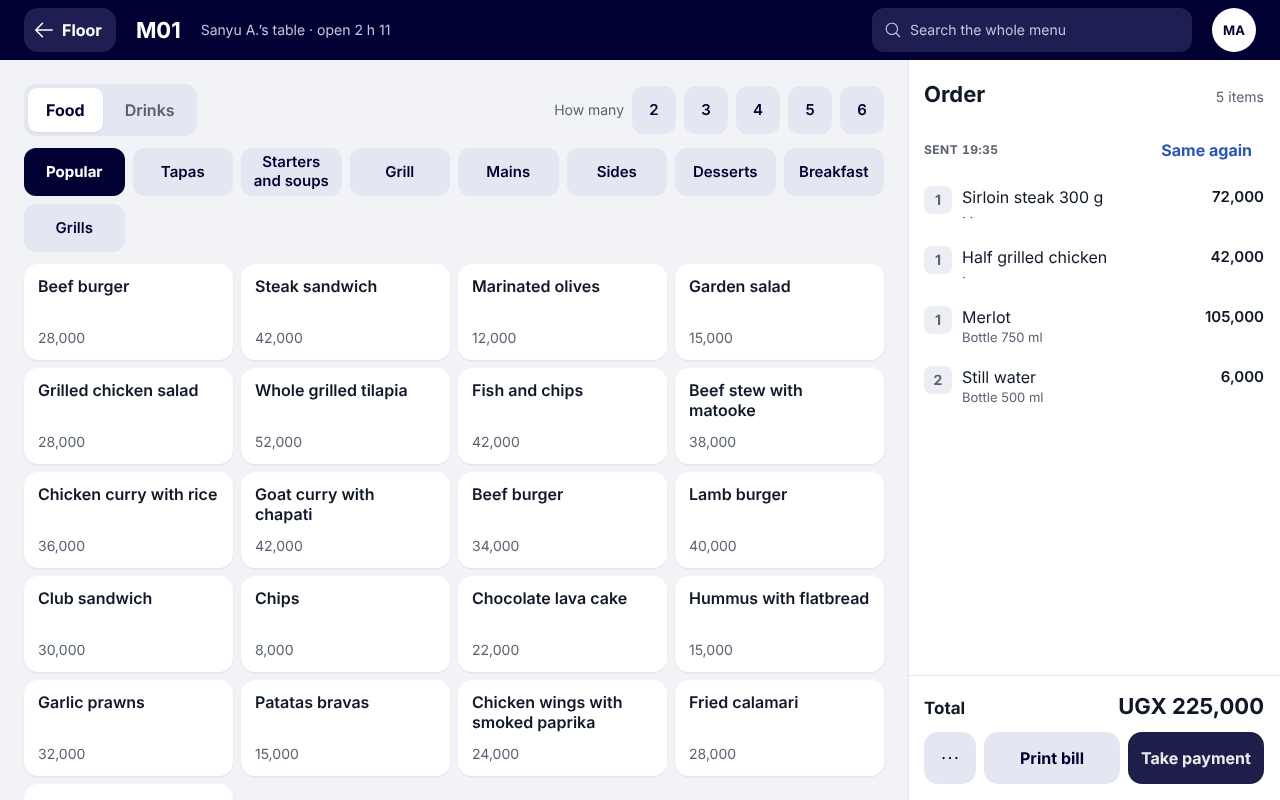 Floor
M01
Sanyu A.’s table · open 2 h 11
Search the whole menu
MA
Food
Drinks
How many
2
3
4
5
6
Popular
Tapas
Starters
and soups
Grill
Mains
Sides
Desserts
Breakfast
Grills
Beef burger
28,000
Steak sandwich
42,000
Marinated olives
12,000
Garden salad
15,000
Grilled chicken salad
28,000
Whole grilled tilapia
52,000
Fish and chips
42,000
Beef stew with
matooke
38,000
Chicken curry with rice
36,000
Goat curry with
chapati
42,000
Beef burger
34,000
Lamb burger
40,000
Club sandwich
30,000
Chips
8,000
Chocolate lava cake
22,000
Hummus with flatbread
15,000
Garlic prawns
32,000
Patatas bravas
15,000
Chicken wings with
smoked paprika
24,000
Fried calamari
28,000
Order
5 items
SENT 19:35
Same again
1 Sirloin steak 300 g 72,000
· ·
1 Half grilled chicken 42,000
·
1 Merlot 105,000
Bottle 750 ml
2 Still water 6,000
Bottle 500 ml
Total
UGX 225,000
···
Print bill
Take payment